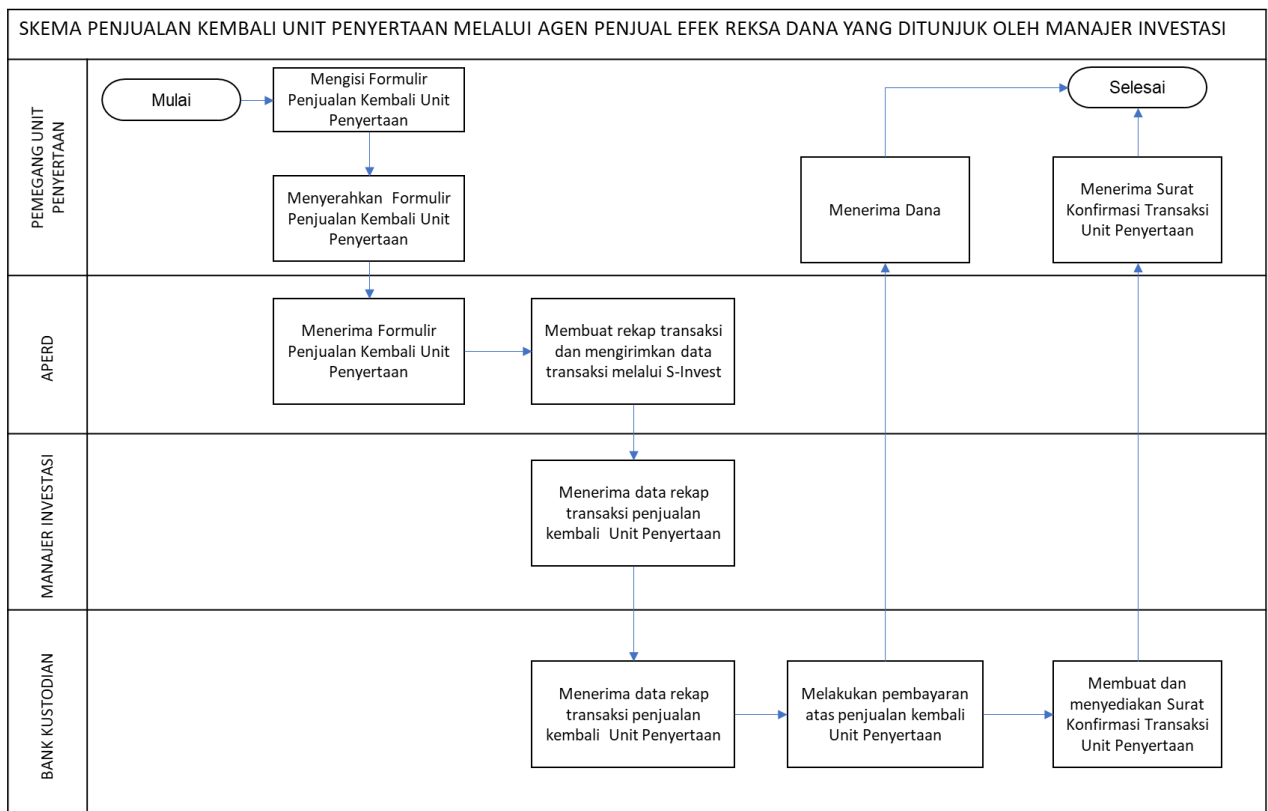 SKEMA PENJUALAN KEMBALI UNIT PENYERTAAN MELALUI AGEN PENJUAL EFEK REKSA DANA YANG DITUNJUK OLEH MANAJER INVESTASI
PEMEGANG UNIT
PENYERTAAN
Mulai
Mengisi Formulir
Penjualan Kembali Unit
Penyertaan
Selesai
Menyerahkan Formulir
Penjualan Kembali Unit
Penyertaan
Menerima Dana
Menerima Surat
Konfirmasi Transaksi
Unit Penyertaan
APERD
Menerima Formulir
Penjualan Kembali Unit
Penyertaan
Membuat rekap transaksi
dan mengirimkan data
transaksi melalui S-Invest
MANAJER INVESTASI
Menerima data rekap
transaksi penjualan
kembali Unit Penyertaan
BANK KUSTODIAN
Menerima data rekap
transaksi penjualan
kembali Unit Penyertaan
Melakukan pembayaran
atas penjualan kembali
Unit Penyertaan
Membuat dan
menyediakan Surat
Konfirmasi Transaksi
Unit Penyertaan